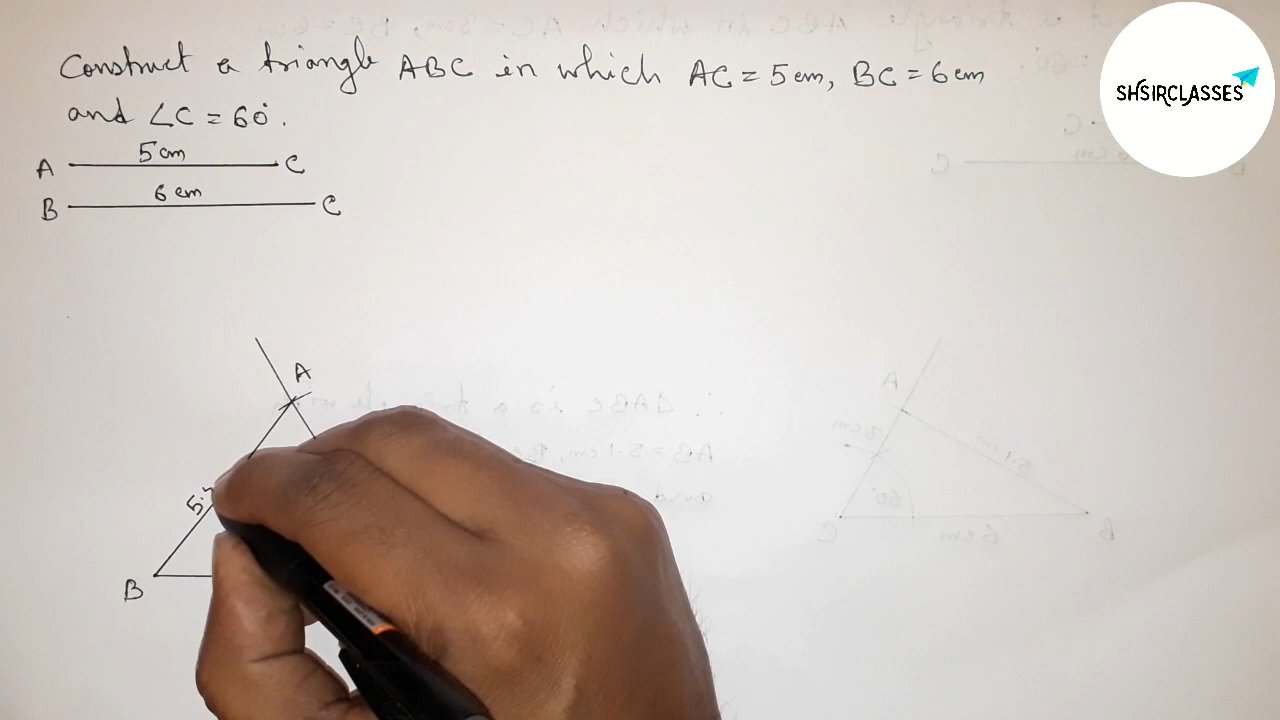 Construct a triangle ABC in which AC = 5 cm, BC = 6 cm
and ∠C = 60°.
A 5 cm C
B 6 cm C
SHSIRCLASSES
A
B